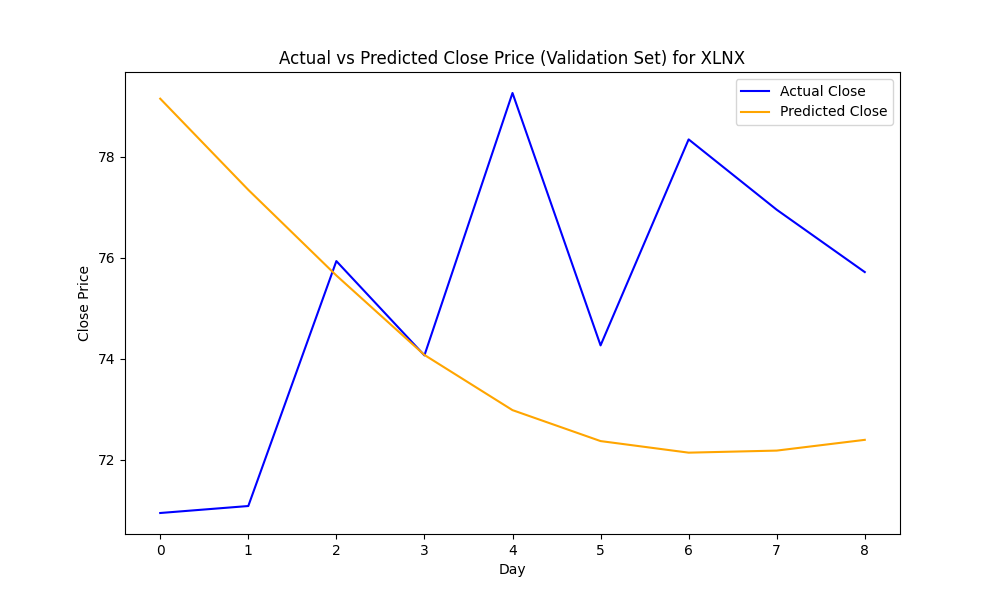 Actual vs Predicted Close Price (Validation Set) for XLNX
Actual Close
Predicted Close
Close Price
78
76
74
72
0 1 2 3 4 5 6 7 8
Day